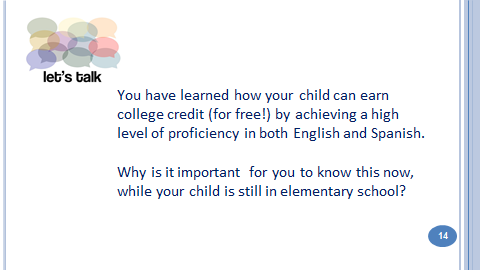 let's talk
You have learned how your child can earn
college credit (for free!) by achieving a high
level of proficiency in both English and Spanish.
Why is it important  for you to know this now,
while your child is still in elementary school?
14